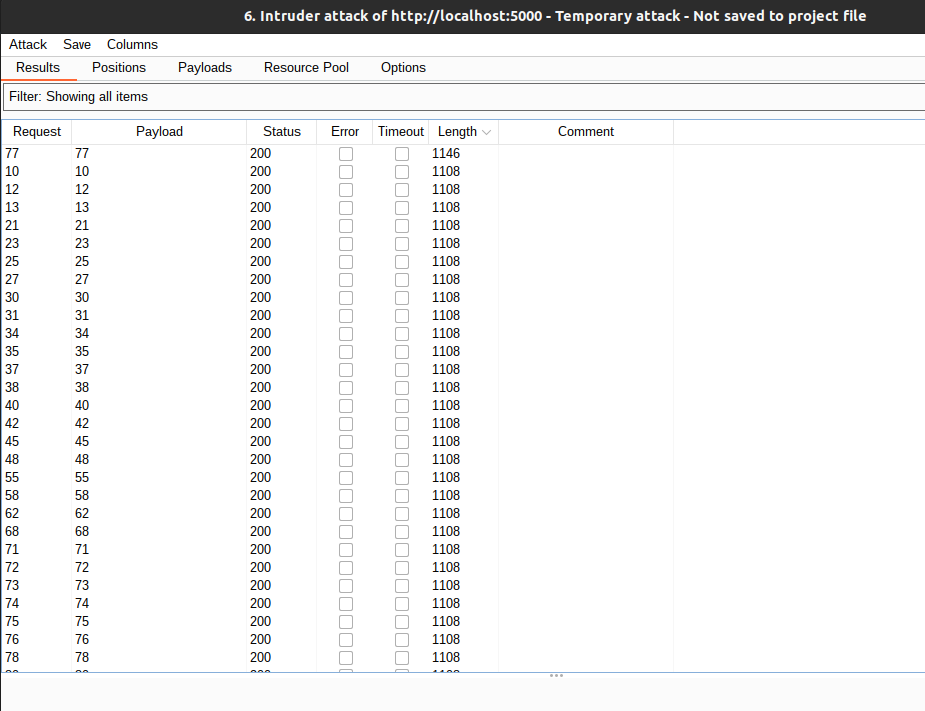 6. Intruder attack of http://localhost:5000 - Temporary attack - Not saved to project file
Attack Save Columns
Results Positions Payloads Resource Pool Options
Filter: Showing all items
Request Payload Status Error Timeout Length Comment
77 77 200 1146
10 10 200 1108
12 12 200 1108
13 13 200 1108
21 21 200 1108
23 23 200 1108
25 25 200 1108
27 27 200 1108
30 30 200 1108
31 31 200 1108
34 34 200 1108
35 35 200 1108
37 37 200 1108
38 38 200 1108
40 40 200 1108
42 42 200 1108
45 45 200 1108
48 48 200 1108
55 55 200 1108
58 58 200 1108
62 62 200 1108
68 68 200 1108
71 71 200 1108
72 72 200 1108
73 73 200 1108
74 74 200 1108
75 75 200 1108
76 76 200 1108
78 78 200 1108